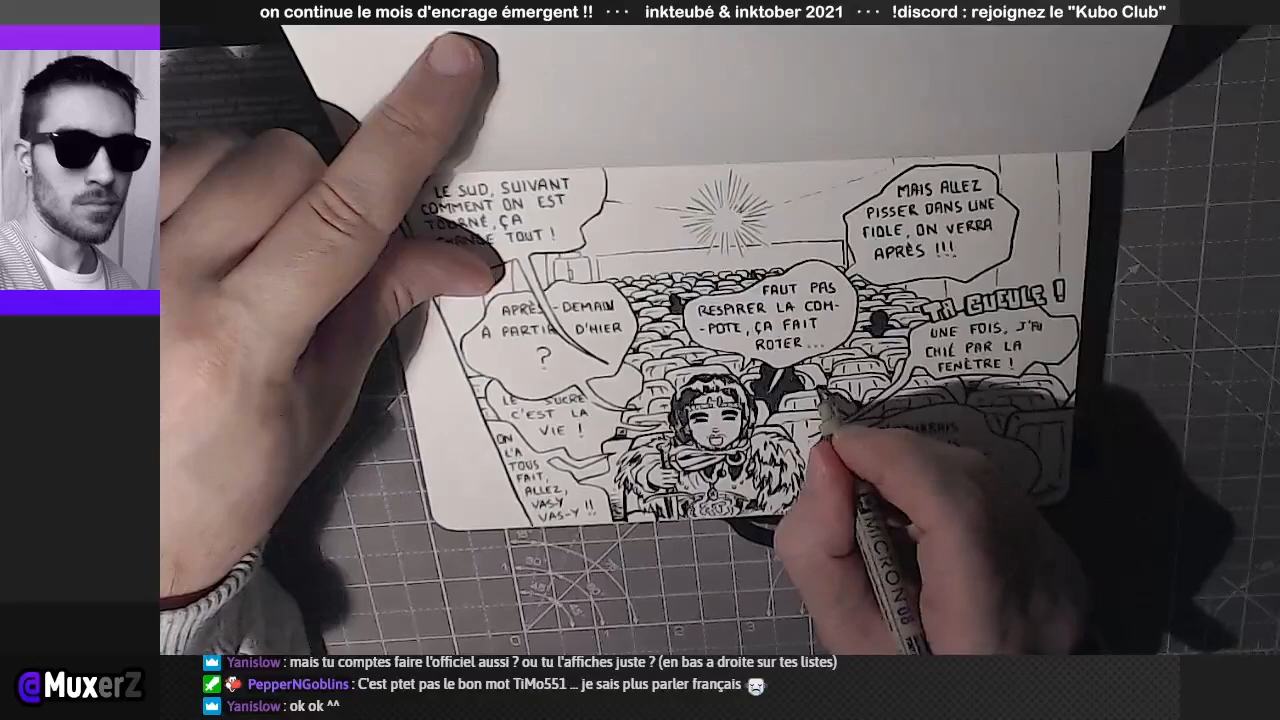 on continue le mois d'encrage émergent !! ··· inkteubé & inktober 2021 ··· !discord : rejoignez le "Kubo Club"
LE SUD, SUIVANT
COMMENT ON EST
TOURNÉ, ÇA
CHANGE TOUT !
MAIS ALLEZ
PISSER DANS UNE
FIOLE, ON VERRA
APRÈS !!!
APRÈS-DEMAIN
À PARTIR D'HIER
?
FAUT PAS
RESPIRER LA COM-
-POTE, ÇA FAIT
ROTER...
TA GUEULE !
UNE FOIS, J'AI
CHIÉ PAR LA
FENÊTRE !
LE SUCRE
C'EST LA
VIE !
ON
L'A
TOUS
FAIT,
ALLEZ,
VAS-Y
VAS-Y !!
MICRON 08
@MuxerZ
Yanislow : mais tu comptes faire l'officiel aussi ? ou tu l'affiches juste ? (en bas a droite sur tes listes)
PepperNGoblins : C'est ptet pas le bon mot TiMo551 ... je sais plus parler français
Yanislow : ok ok ^^